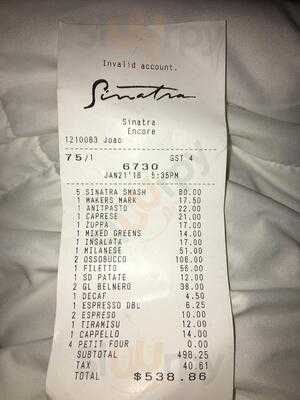 Invalid account.
Sinatra
Sinatra
Encore
1210083 Joao
75/1 GST 4
6730
JAN21'16 5:35PM
5 SINATRA SMASH 80.00
1 MAKERS MARK 17.50
1 ANITPASTO 22.00
1 CAPRESE 21.00
1 ZUPPA 17.00
1 MIXED GREENS 14.00
1 INSALATA 17.00
1 MILANESE 51.00
2 OSSOBUCCO 106.00
1 FILETTO 56.00
1 SD PATATE 12.00
2 GL BELNERO 38.00
1 DECAF 4.50
1 ESPRESSO DBL 6.25
2 ESPRESO 10.00
1 TIRAMISU 12.00
1 CAPPELLO 14.00
4 PETIT FOUR 0.00
SUBTOTAL 498.25
TAX 40.61
TOTAL $538.86